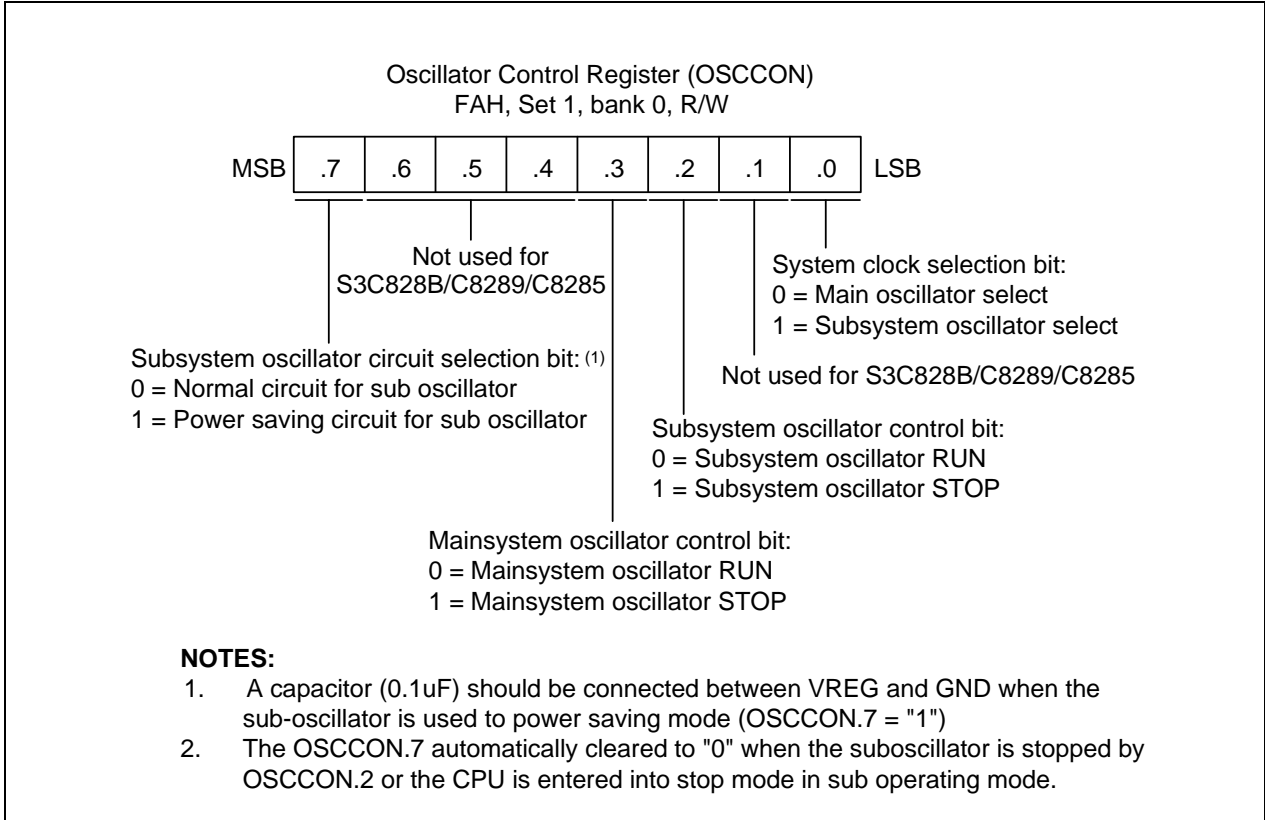 Oscillator Control Register (OSCCON)
FAH, Set 1, bank 0, R/W
MSB .7 .6 .5 .4 .3 .2 .1 .0 LSB
Not used for
S3C828B/C8289/C8285
System clock selection bit:
0 = Main oscillator select
1 = Subsystem oscillator select
Subsystem oscillator circuit selection bit: (1)
0 = Normal circuit for sub oscillator
1 = Power saving circuit for sub oscillator
Not used for S3C828B/C8289/C8285
Subsystem oscillator control bit:
0 = Subsystem oscillator RUN
1 = Subsystem oscillator STOP
Mainsystem oscillator control bit:
0 = Mainsystem oscillator RUN
1 = Mainsystem oscillator STOP
NOTES:
1. A capacitor (0.1uF) should be connected between VREG and GND when the
sub-oscillator is used to power saving mode (OSCCON.7 = "1")
2. The OSCCON.7 automatically cleared to "0" when the suboscillator is stopped by
OSCCON.2 or the CPU is entered into stop mode in sub operating mode.